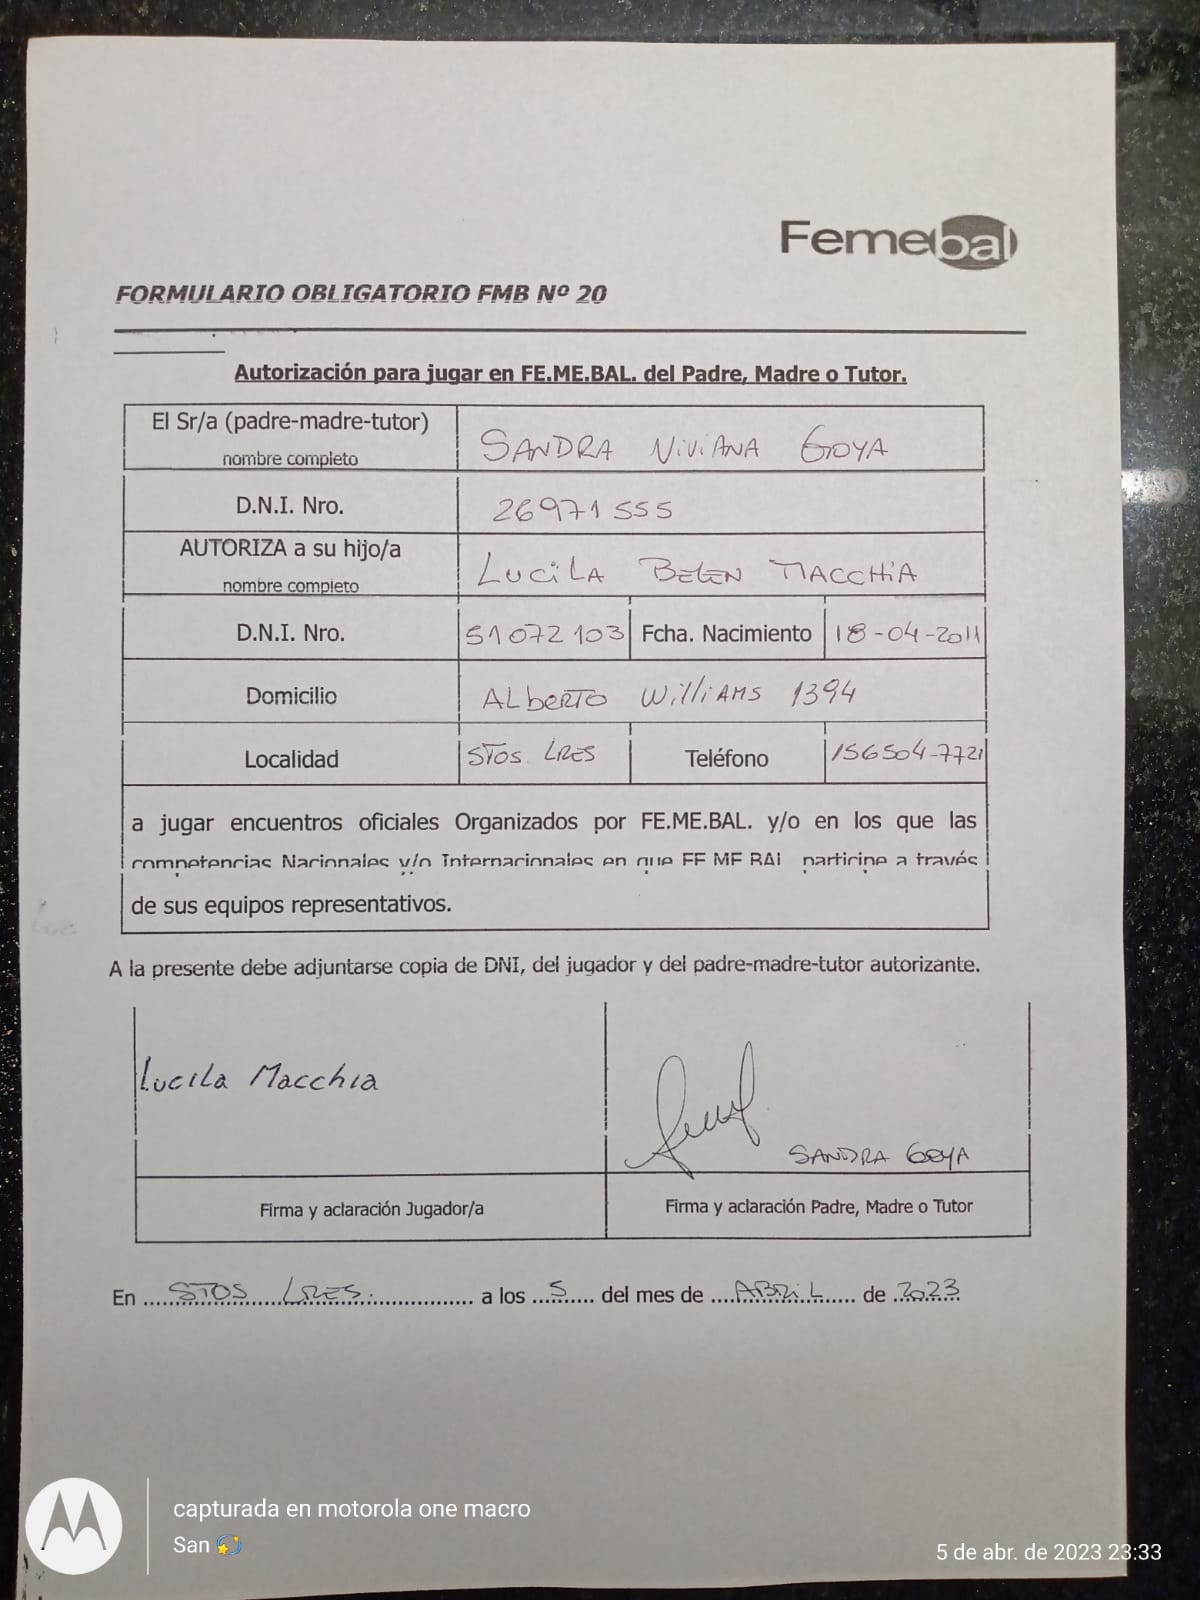 Femebal
FORMULARIO OBLIGATORIO FMB Nº 20
Autorización para jugar en FE.ME.BAL. del Padre, Madre o Tutor.
El Sr/a (padre-madre-tutor)
nombre completo
SANDRA ViViANA GOYA
D.N.I. Nro.
26971555
AUTORIZA a su hijo/a
nombre completo
LUCiLA BELEN MACCHiA
D.N.I. Nro.
51072103
Fcha. Nacimiento
18-04-2011
Domicilio
ALbERTO WilliAMS 1394
Localidad
STOS. LRES
Teléfono
156504-7721
a jugar encuentros oficiales Organizados por FE.ME.BAL. y/o en los que las
competencias Nacionales y/o Internacionales en que FE.ME.BAL participe a través
de sus equipos representativos.
A la presente debe adjuntarse copia de DNI, del jugador y del padre-madre-tutor autorizante.
Lucila Macchia
SANDRA GOYA
Firma y aclaración Jugador/a
Firma y aclaración Padre, Madre o Tutor
En ...STOS LRES... a los ...5... del mes de ...ABRiL... de ...2023...
capturada en motorola one macro
San 💫
5 de abr. de 2023 23:33